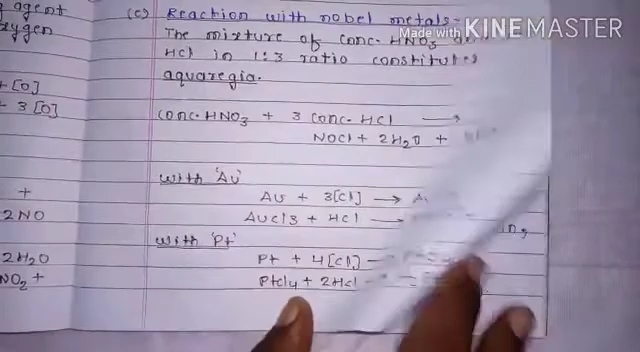 g agent
xygen
+ [O]
+ 3[O]
+
2NO
2H2O
NO2 +
Made with KINEMASTER
(c) Reaction with nobel metals-
The mixture of conc. HNO3
HCl in 1:3 ratio constitutes
aquaregia.
conc. HNO3 + 3 conc. HCl →
NOCl + 2H2O +
with 'Au'
Au + 3[Cl] →
AuCl3 + HCl →
with 'Pt'
Pt + 4[Cl]
PtCl4 + 2HCl